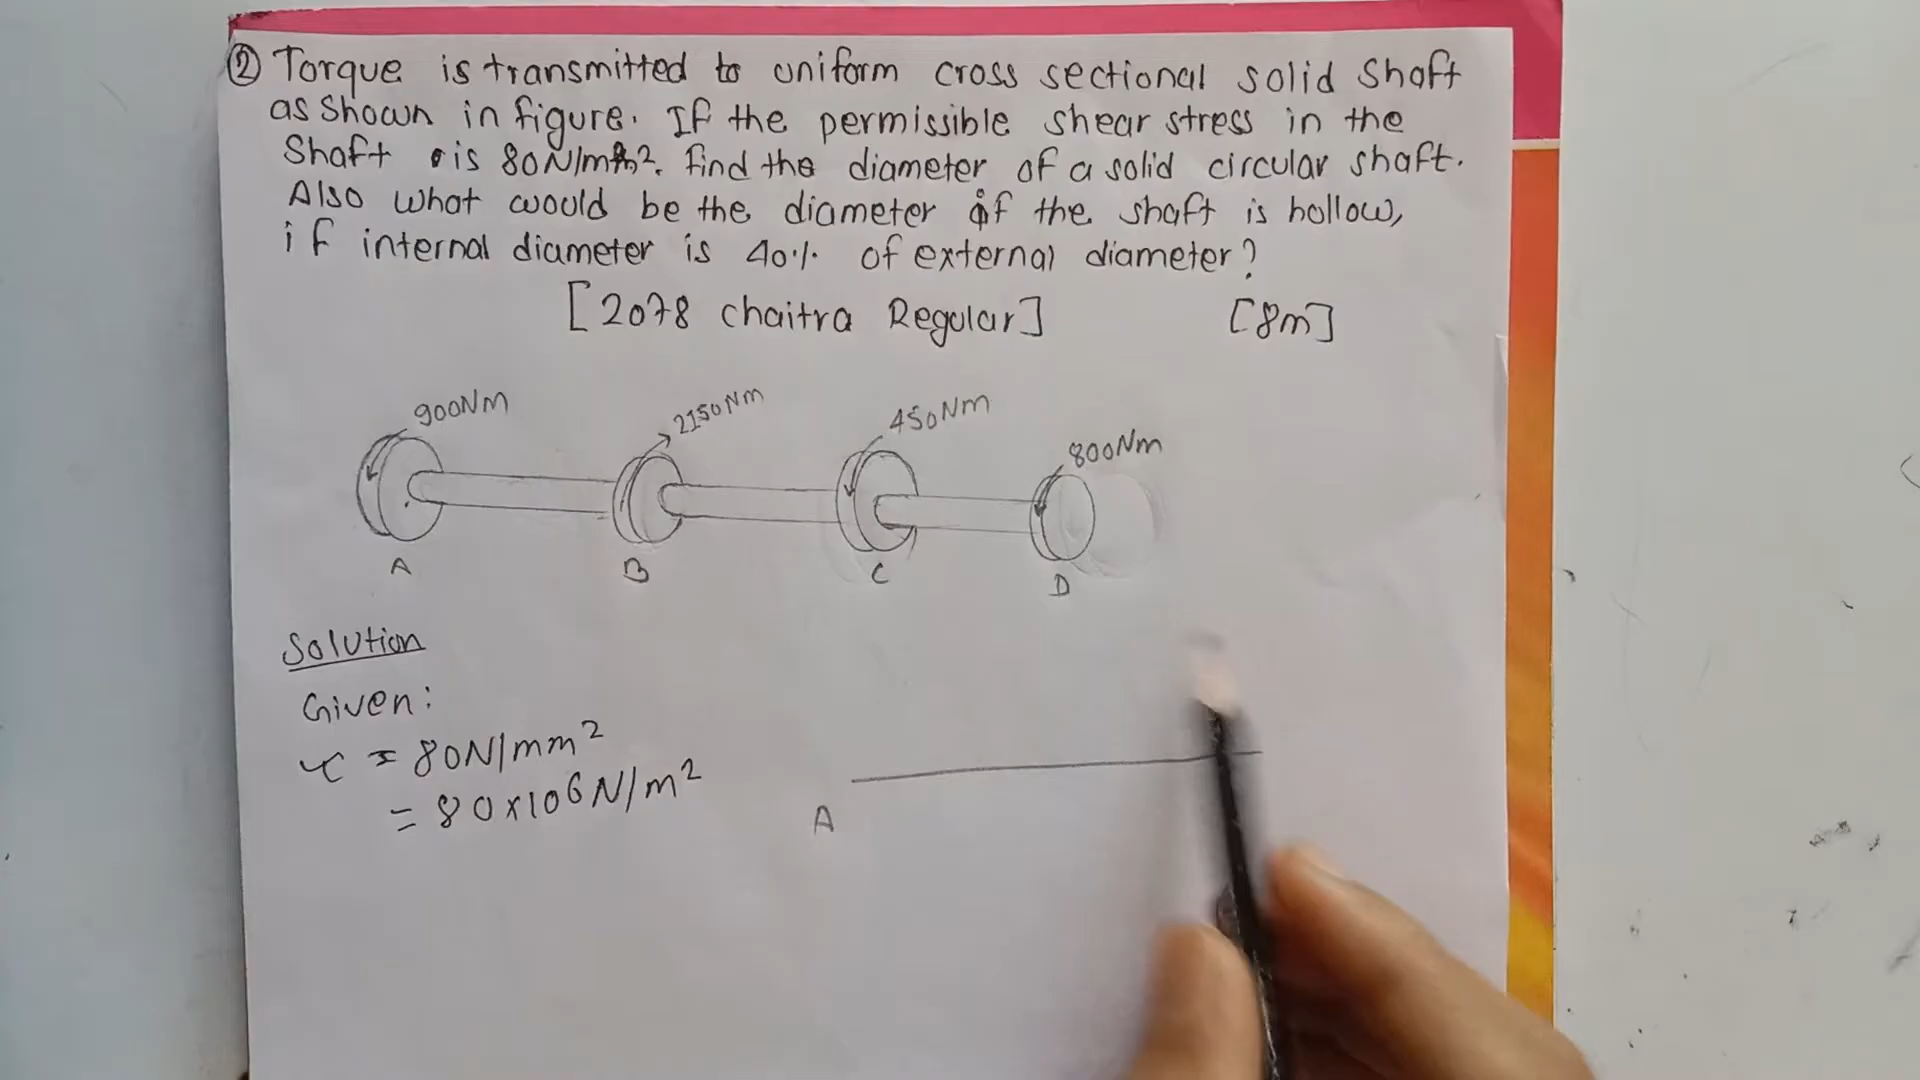 ② Torque is transmitted to uniform cross sectional solid shaft
as shown in figure. If the permissible shear stress in the
shaft is 80N/mm². find the diameter of a solid circular shaft.
Also what would be the diameter if the shaft is hollow,
if internal diameter is 40% of external diameter?
[2078 chaitra Regular] [8m]
900Nm 2150Nm 450Nm 800Nm
A B C D
Solution
Given:
τ = 80N/mm²
= 80×10⁶N/m²
A